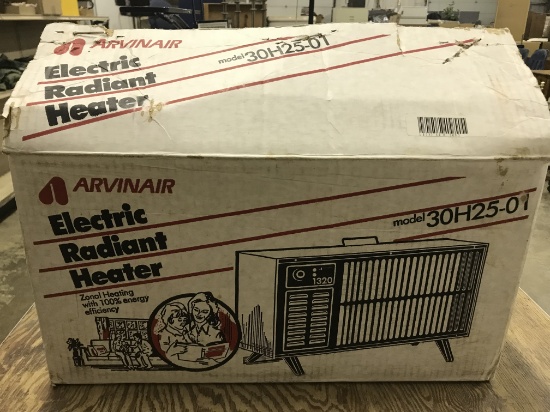 ARVINAIR
model 30H25-01
Electric
Radiant
Heater
ARVINAIR
Electric
Radiant
Heater
model 30H25-01
Zonal Heating
with 100% energy
efficiency
1320